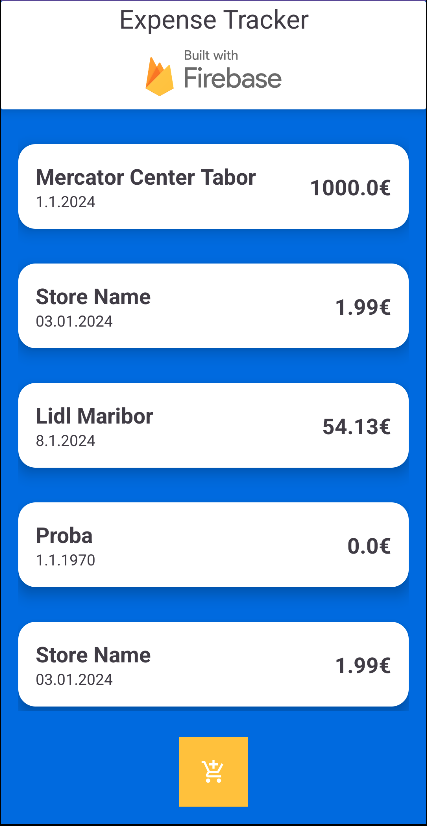 Expense Tracker
Built with
Firebase
Mercator Center Tabor
1.1.2024
1000.0€
Store Name
03.01.2024
1.99€
Lidl Maribor
8.1.2024
54.13€
Proba
1.1.1970
0.0€
Store Name
03.01.2024
1.99€